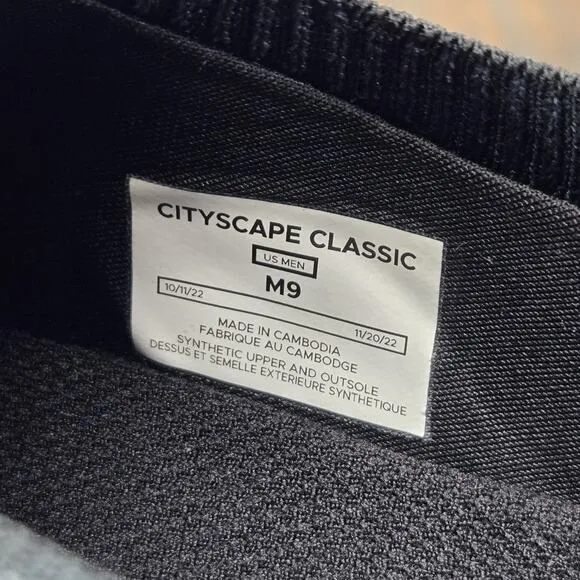 CITYSCAPE CLASSIC
US MEN
M9
10/11/22 11/20/22
MADE IN CAMBODIA
FABRIQUE AU CAMBODGE
SYNTHETIC UPPER AND OUTSOLE
DESSUS ET SEMELLE EXTERIEURE SYNTHETIQUE